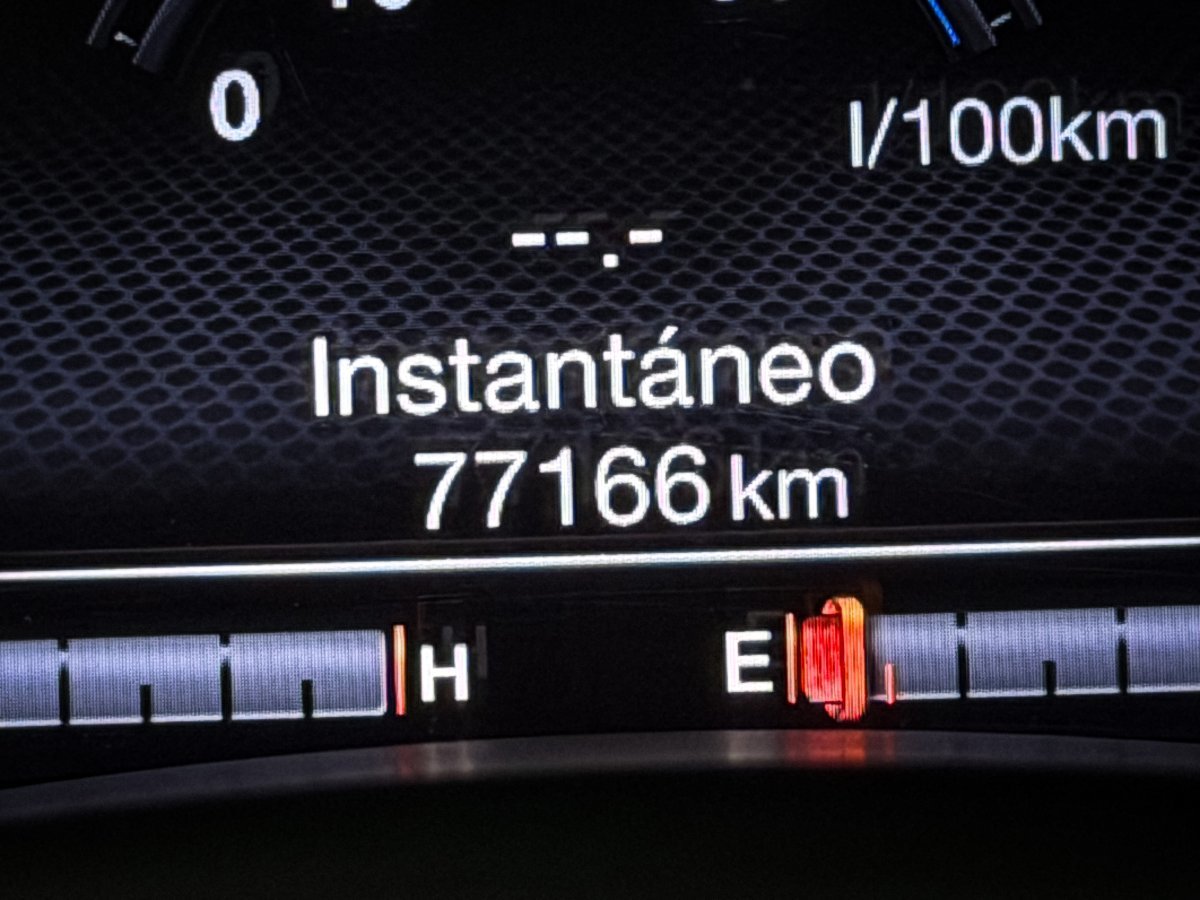 0
l/100km
--.-
Instantáneo
77166 km
H E